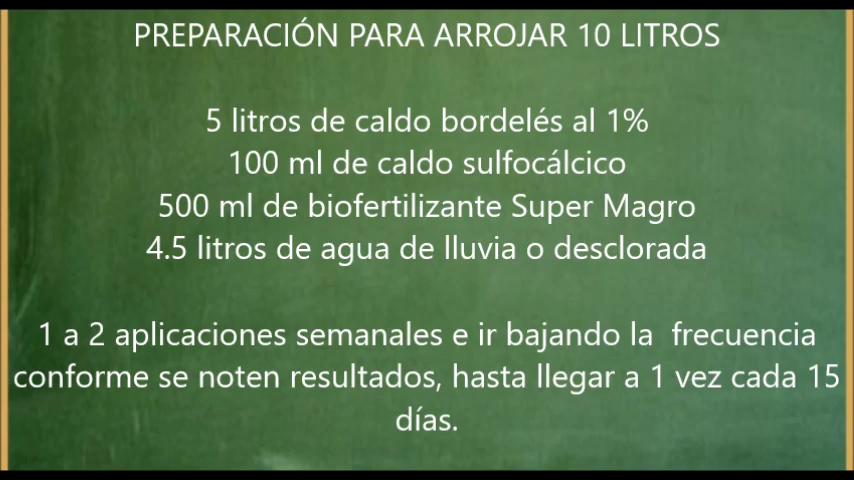 PREPARACIÓN PARA ARROJAR 10 LITROS
5 litros de caldo bordelés al 1%
100 ml de caldo sulfocálcico
500 ml de biofertilizante Super Magro
4.5 litros de agua de lluvia o desclorada
1 a 2 aplicaciones semanales e ir bajando la  frecuencia
conforme se noten resultados, hasta llegar a 1 vez cada 15
días.